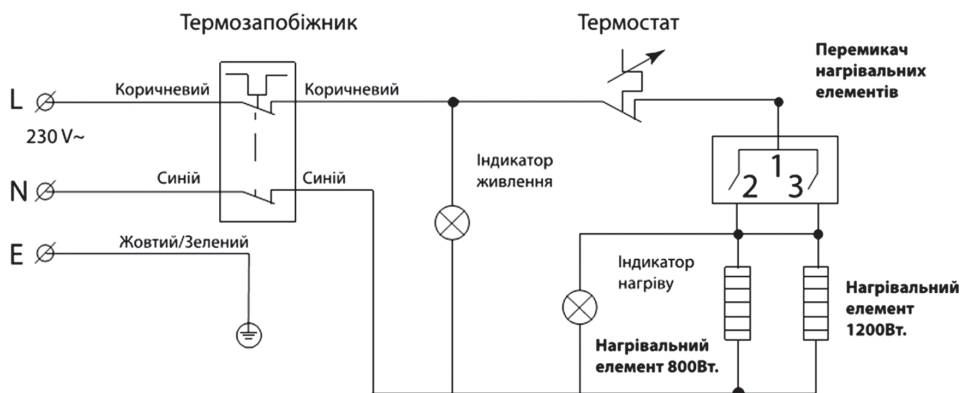 Термозапобіжник
Термостат
Перемикач
нагрівальних
елементів
L
Коричневий
Коричневий
230 V~
Індикатор
живлення
1
2
3
N
Синій
Синій
E
Жовтий/Зелений
Індикатор
нагріву
Нагрівальний
елемент
1200Вт.
Нагрівальний
елемент 800Вт.